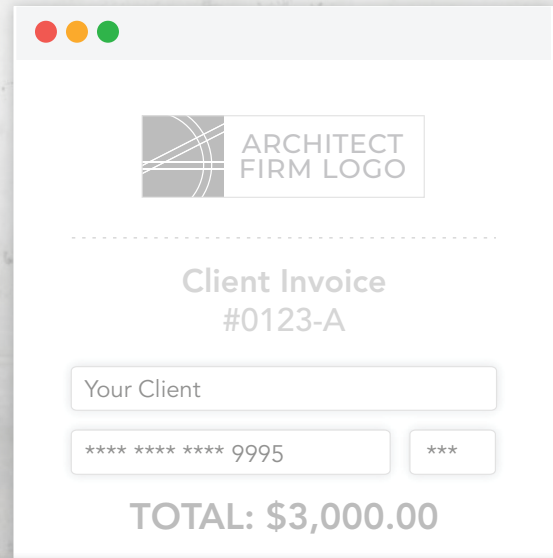 ARCHITECT
FIRM LOGO
Client Invoice
#0123-A
Your Client
**** **** **** 9995 ***
TOTAL: $3,000.00